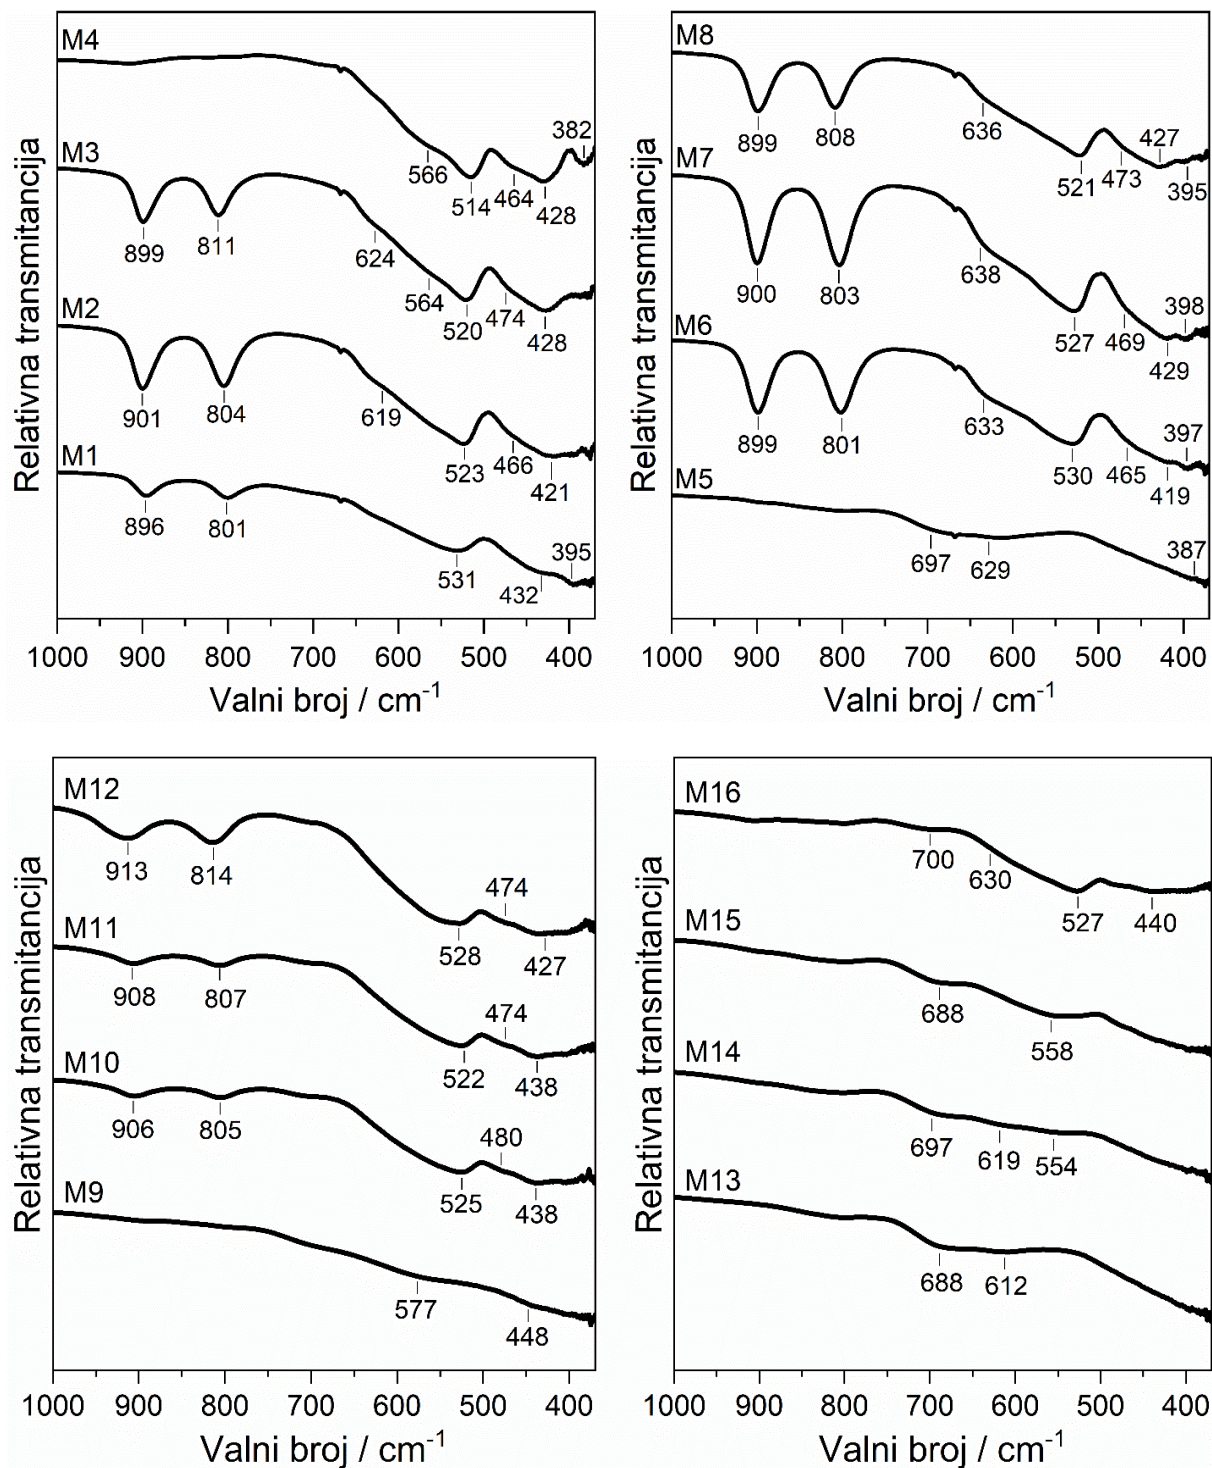 M4
382
566
514
464
428
M3
899
811
624
564
520
474
428
M2
901
804
619
523
466
421
M1
896
801
531
432
395
Relativna transmitancija
1000 900 800 700 600 500 400
Valni broj / cm⁻¹
M8
899
808
636
521
473
427
395
M7
900
803
638
527
469
429
398
M6
899
801
633
530
465
419
397
M5
697
629
387
Relativna transmitancija
1000 900 800 700 600 500 400
Valni broj / cm⁻¹
M12
913
814
528
474
427
M11
908
807
522
474
438
M10
906
805
525
480
438
M9
577
448
Relativna transmitancija
1000 900 800 700 600 500 400
Valni broj / cm⁻¹
M16
700
630
527
440
M15
688
558
M14
697
619
554
M13
688
612
Relativna transmitancija
1000 900 800 700 600 500 400
Valni broj / cm⁻¹